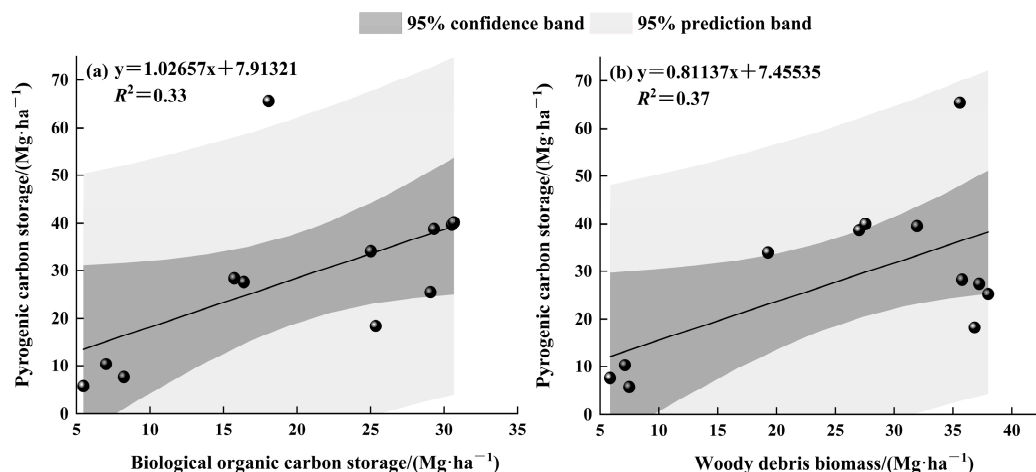 95% confidence band 95% prediction band
(a) y=1.02657x+7.91321
R²=0.33
70
60
50
40
30
20
10
0
5 10 15 20 25 30 35
Pyrogenic carbon storage/(Mg·ha⁻¹)
Biological organic carbon storage/(Mg·ha⁻¹)
(b) y=0.81137x+7.45535
R²=0.37
70
60
50
40
30
20
10
0
5 10 15 20 25 30 35 40
Pyrogenic carbon storage/(Mg·ha⁻¹)
Woody debris biomass/(Mg·ha⁻¹)